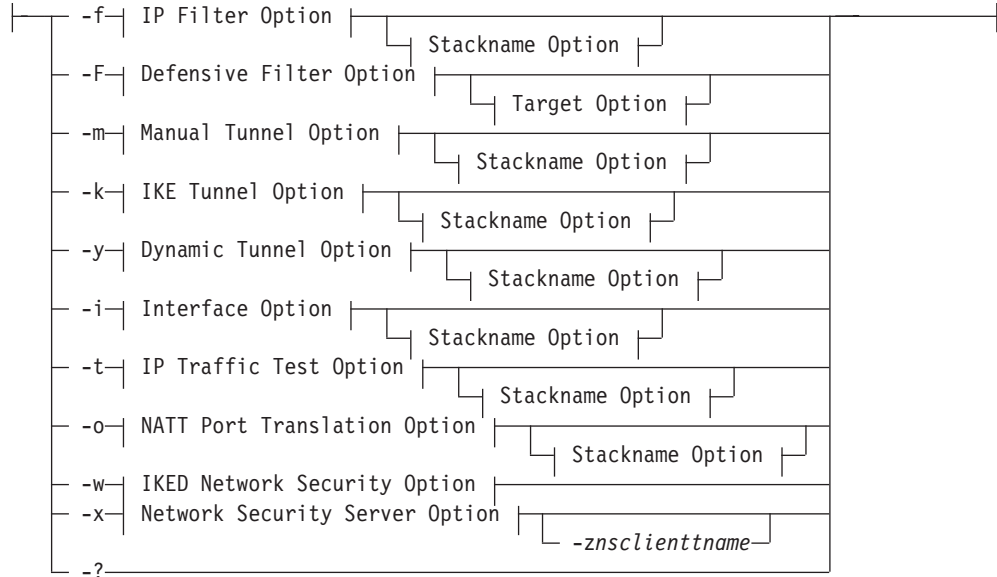 -f IP Filter Option
Stackname Option
-F Defensive Filter Option
Target Option
-m Manual Tunnel Option
Stackname Option
-k IKE Tunnel Option
Stackname Option
-y Dynamic Tunnel Option
Stackname Option
-i Interface Option
Stackname Option
-t IP Traffic Test Option
Stackname Option
-o NATT Port Translation Option
Stackname Option
-w IKED Network Security Option
-x Network Security Server Option
-znsclienttname
-?